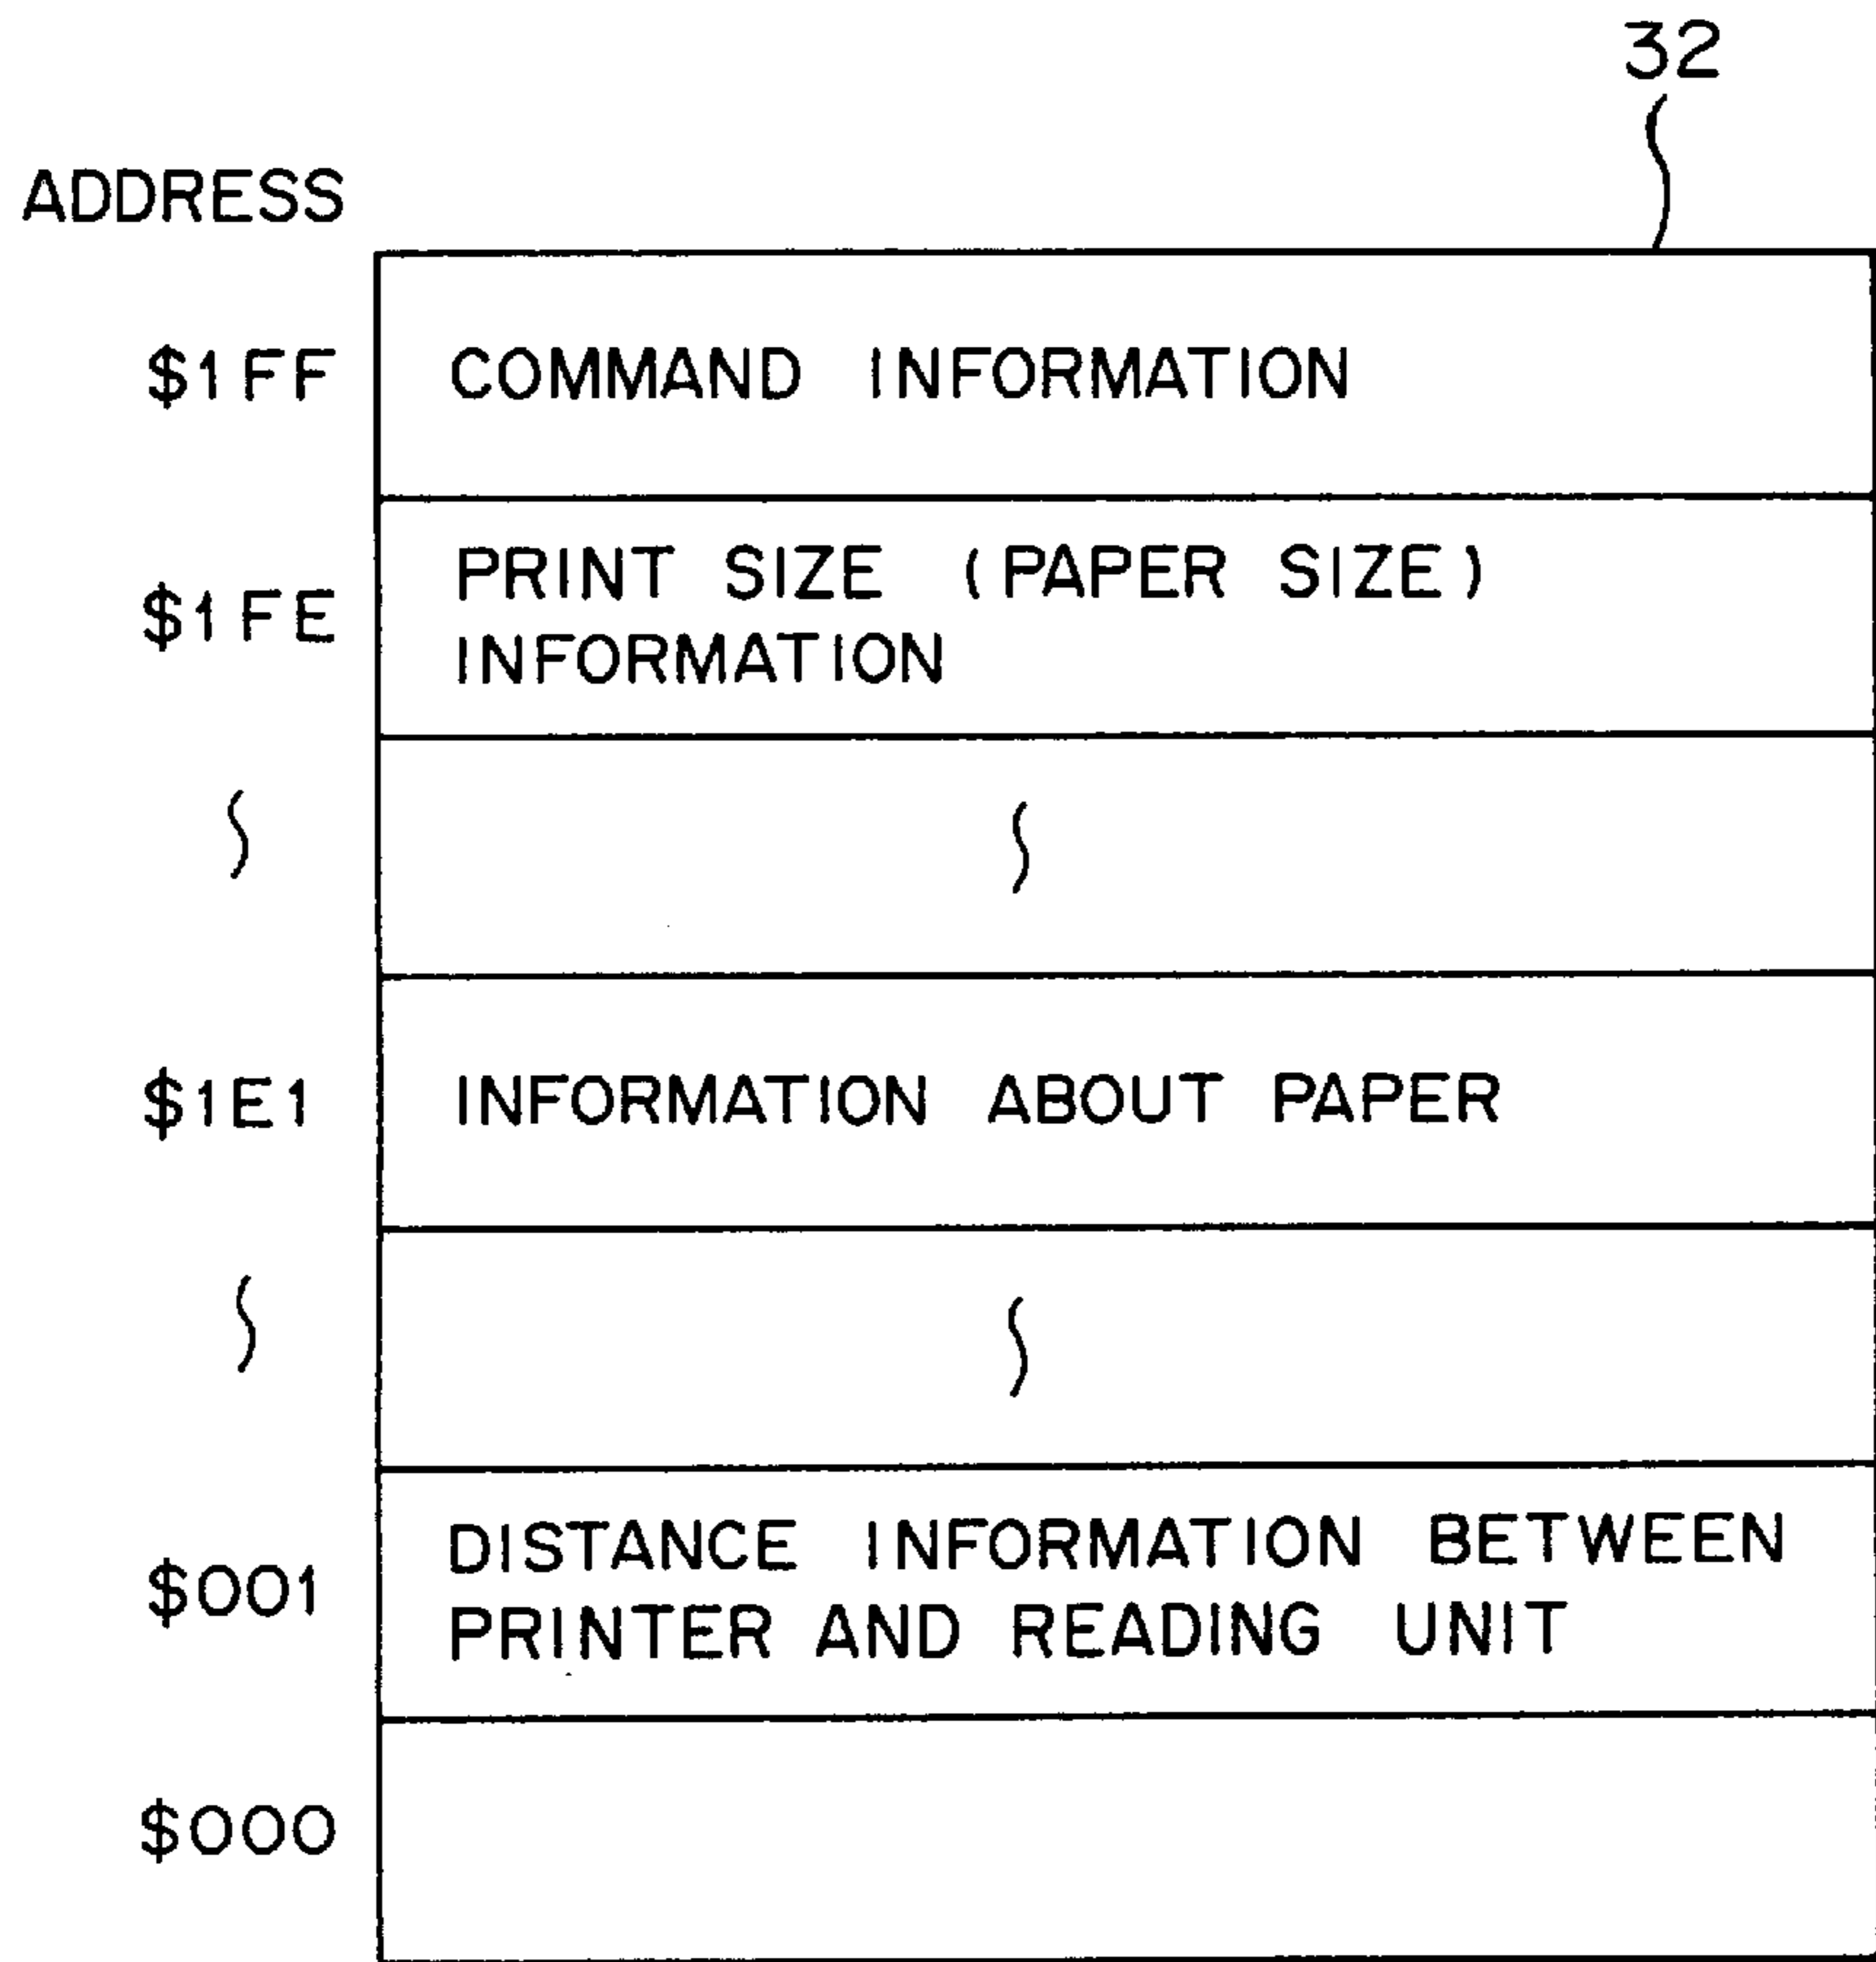 32
ADDRESS
$1FF COMMAND INFORMATION
$1FE PRINT SIZE (PAPER SIZE)
INFORMATION
$1E1 INFORMATION ABOUT PAPER
$001 DISTANCE INFORMATION BETWEEN
PRINTER AND READING UNIT
$000